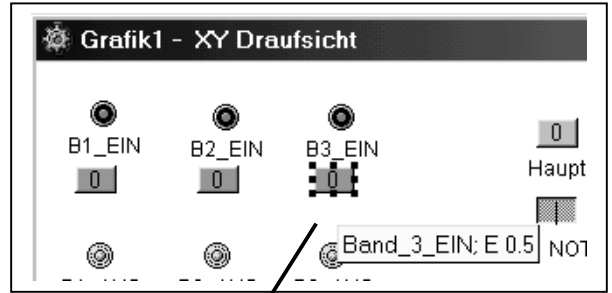 Grafik1 - XY Draufsicht
B1_EIN B2_EIN B3_EIN
0 0 0
0
Haupt
Band_3_EIN; E 0.5
NOT